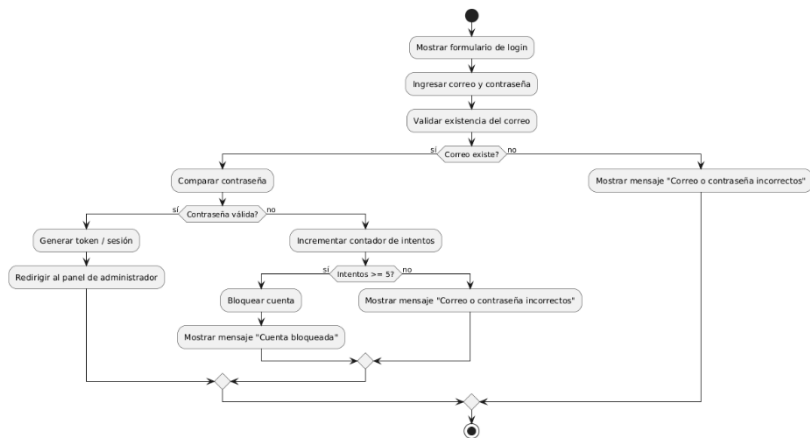 Mostrar formulario de login
Ingresar correo y contraseña
Validar existencia del correo
sí
Correo existe?
no
Comparar contraseña
Mostrar mensaje "Correo o contraseña incorrectos"
sí
Contraseña válida?
no
Generar token / sesión
Incrementar contador de intentos
Redirigir al panel de administrador
sí
Intentos >= 5?
no
Bloquear cuenta
Mostrar mensaje "Correo o contraseña incorrectos"
Mostrar mensaje "Cuenta bloqueada"